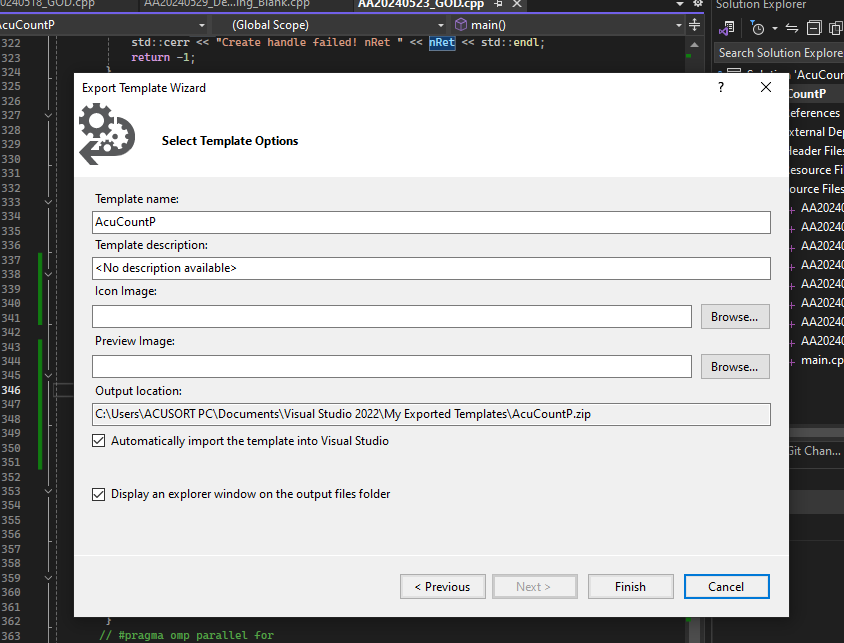 20240518_GOD.cpp AA20240529_De...ing_Blank.cpp AA20240523_GOD.cpp Solution Explorer
AcuCountP (Global Scope) main()
322 std::cerr << "Create handle failed! nRet " << nRet << std::endl;
323 return -1;
324 }
Search Solution Explore
Solution 'AcuCoun
325
326
327
328
329
330
331
332
333
334
335
336
337
338
339
340
341
342
343
344
345
346
347
348
349
350
351
352
353
354
355
356
357
358
359
360
361
362 }
363 // #pragma omp parallel for
Export Template Wizard ?
Select Template Options
Template name:
AcuCountP
Template description:
<No description available>
Icon Image:
Browse...
Preview Image:
Browse...
Output location:
C:\Users\ACUSORT PC\Documents\Visual Studio 2022\My Exported Templates\AcuCountP.zip
Automatically import the template into Visual Studio
Display an explorer window on the output files folder
< Previous Next > Finish Cancel
CountP
eferences
xternal Dep
Header Files
esource Fi
ource Files
AA20240
AA20240
AA20240
AA20240
AA20240
AA20240
AA20240
AA20240
main.cp
Git Chan...